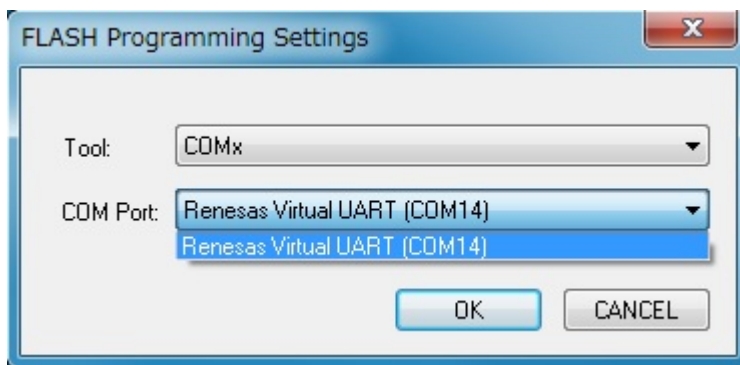 FLASH Programming Settings
Tool: COMx
COM Port: Renesas Virtual UART (COM14)
Renesas Virtual UART (COM14)
OK CANCEL